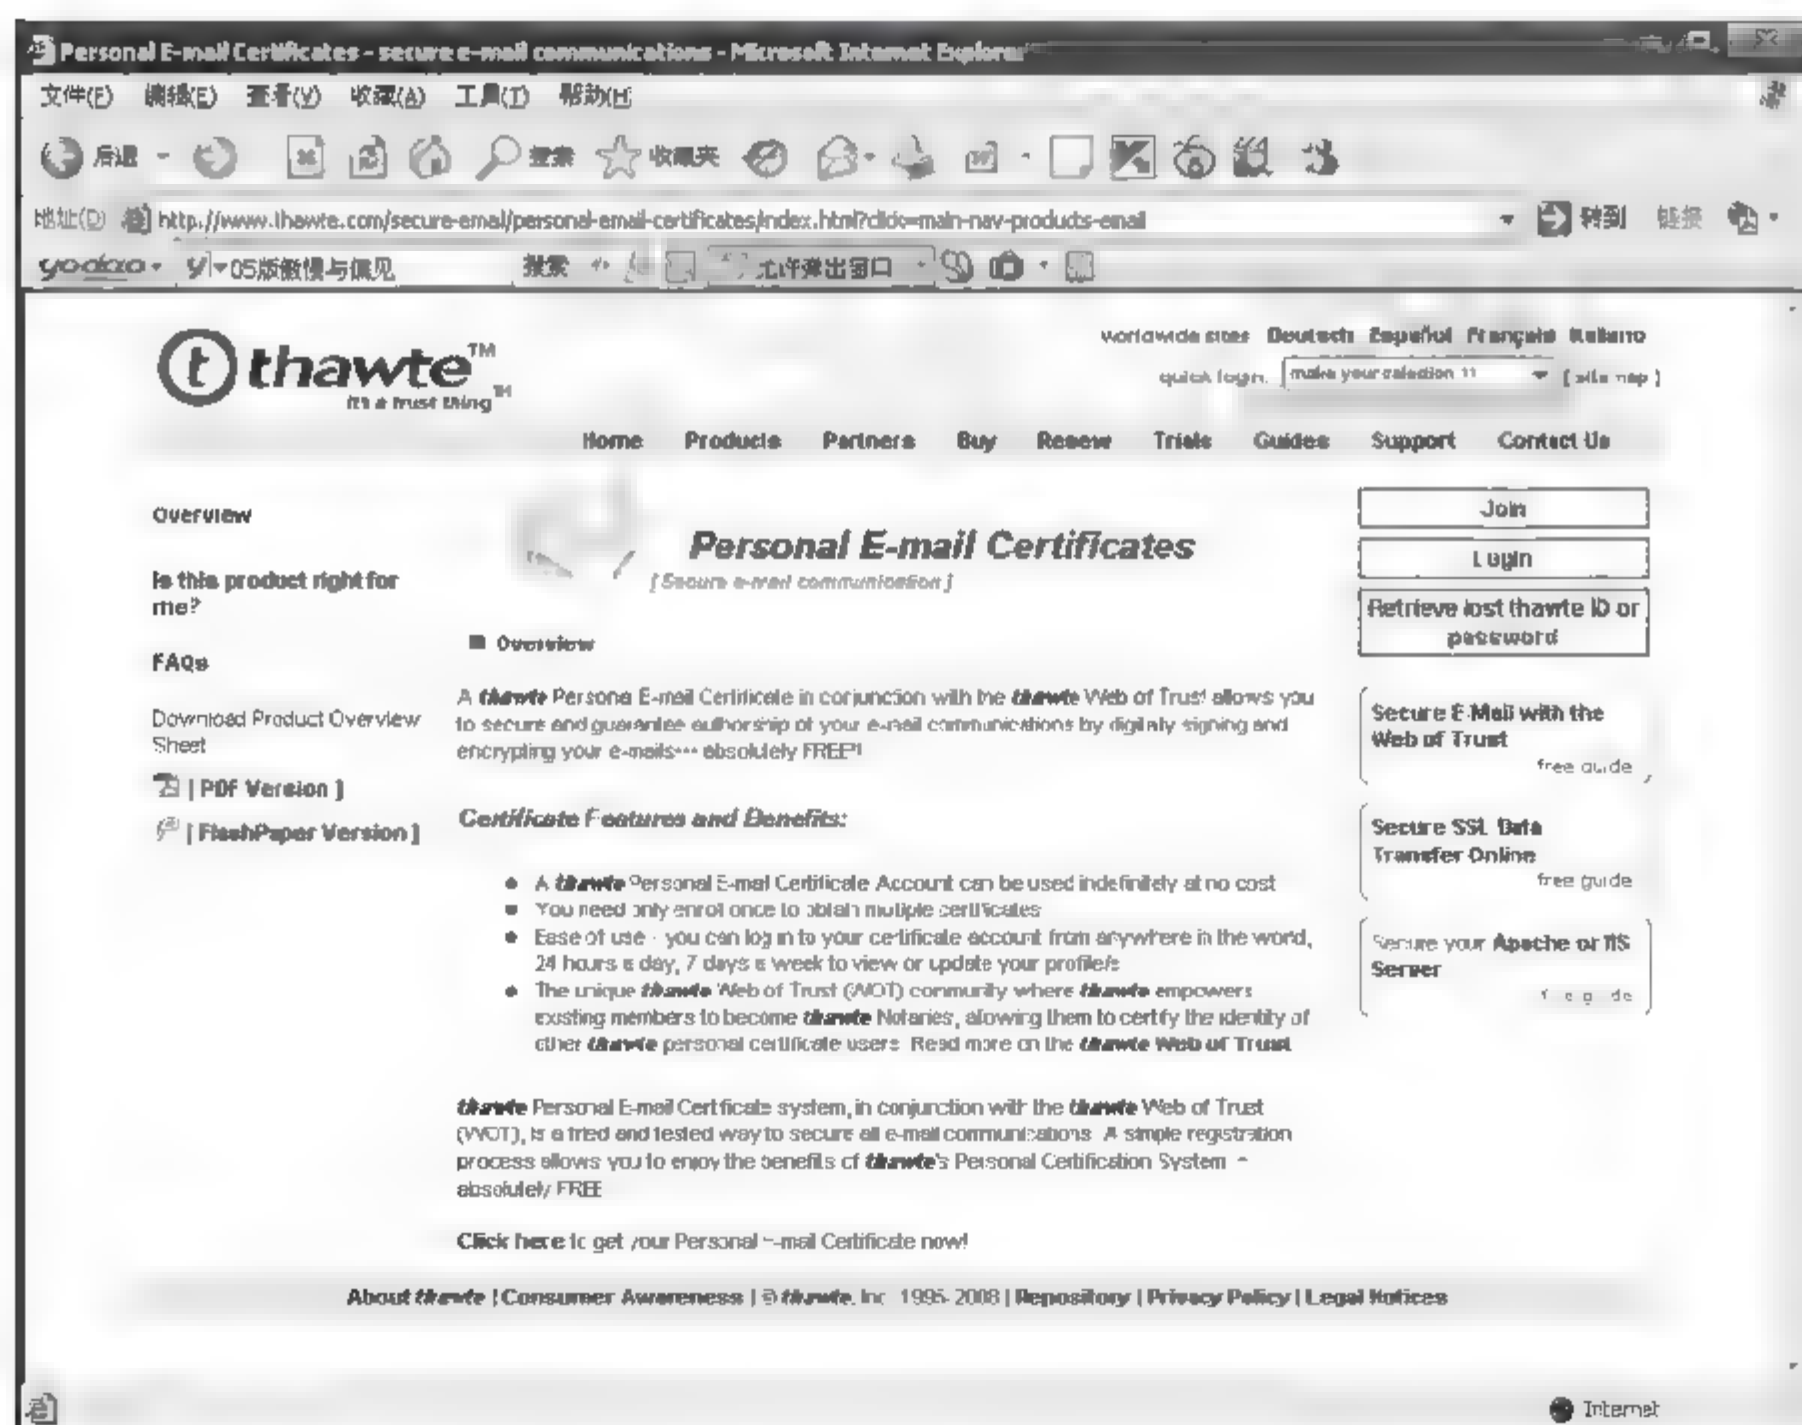 Personal E-mail Certificates - secure e-mail communications - Microsoft Internet Explorer
文件(F) 编辑(E) 查看(V) 收藏(A) 工具(T) 帮助(H)
后退 搜索 收藏夹
地址(D) http://www.thawte.com/secure-email/personal-email-certificates/index.html?click=main-nav-products-email 转到 链接
yodao 05版傲慢与偏见 搜索 允许弹出窗口
thawte™
it's a trust thing™
worldwide sites Deutsch Español Français Italiano
quick login: make your selection [ site map ]
Home Products Partners Buy Renew Trials Guides Support Contact Us
Overview
Is this product right for
me?
FAQs
Download Product Overview
Sheet
[ PDF Version ]
[ FlashPaper Version ]
Personal E-mail Certificates
[ Secure e-mail communication ]
Overview
A thawte Personal E-mail Certificate in conjunction with the thawte Web of Trust allows you
to secure and guarantee authorship of your e-mail communications by digitally signing and
encrypting your e-mails··· absolutely FREE!!
Certificate Features and Benefits:
● A thawte Personal E-mail Certificate Account can be used indefinitely at no cost
● You need only enrol once to obtain multiple certificates
● Ease of use - you can log in to your certificate account from anywhere in the world,
24 hours a day, 7 days a week to view or update your profile/s
● The unique thawte Web of Trust (WOT) community where thawte empowers
existing members to become thawte Notaries, allowing them to certify the identity of
other thawte personal certificate users. Read more on the thawte Web of Trust
thawte Personal E-mail Certificate system, in conjunction with the thawte Web of Trust
(WOT), is a tried and tested way to secure all e-mail communications. A simple registration
process allows you to enjoy the benefits of thawte's Personal Certification System -
absolutely FREE
Click here to get your Personal E-mail Certificate now!
Join
Login
Retrieve lost thawte ID or
password
Secure E-Mail with the
Web of Trust
free guide
Secure SSL Data
Transfer Online
free guide
Secure your Apache or IIS
Server
free guide
About thawte | Consumer Awareness | © thawte, Inc 1995-2008 | Repository | Privacy Policy | Legal Notices
Internet